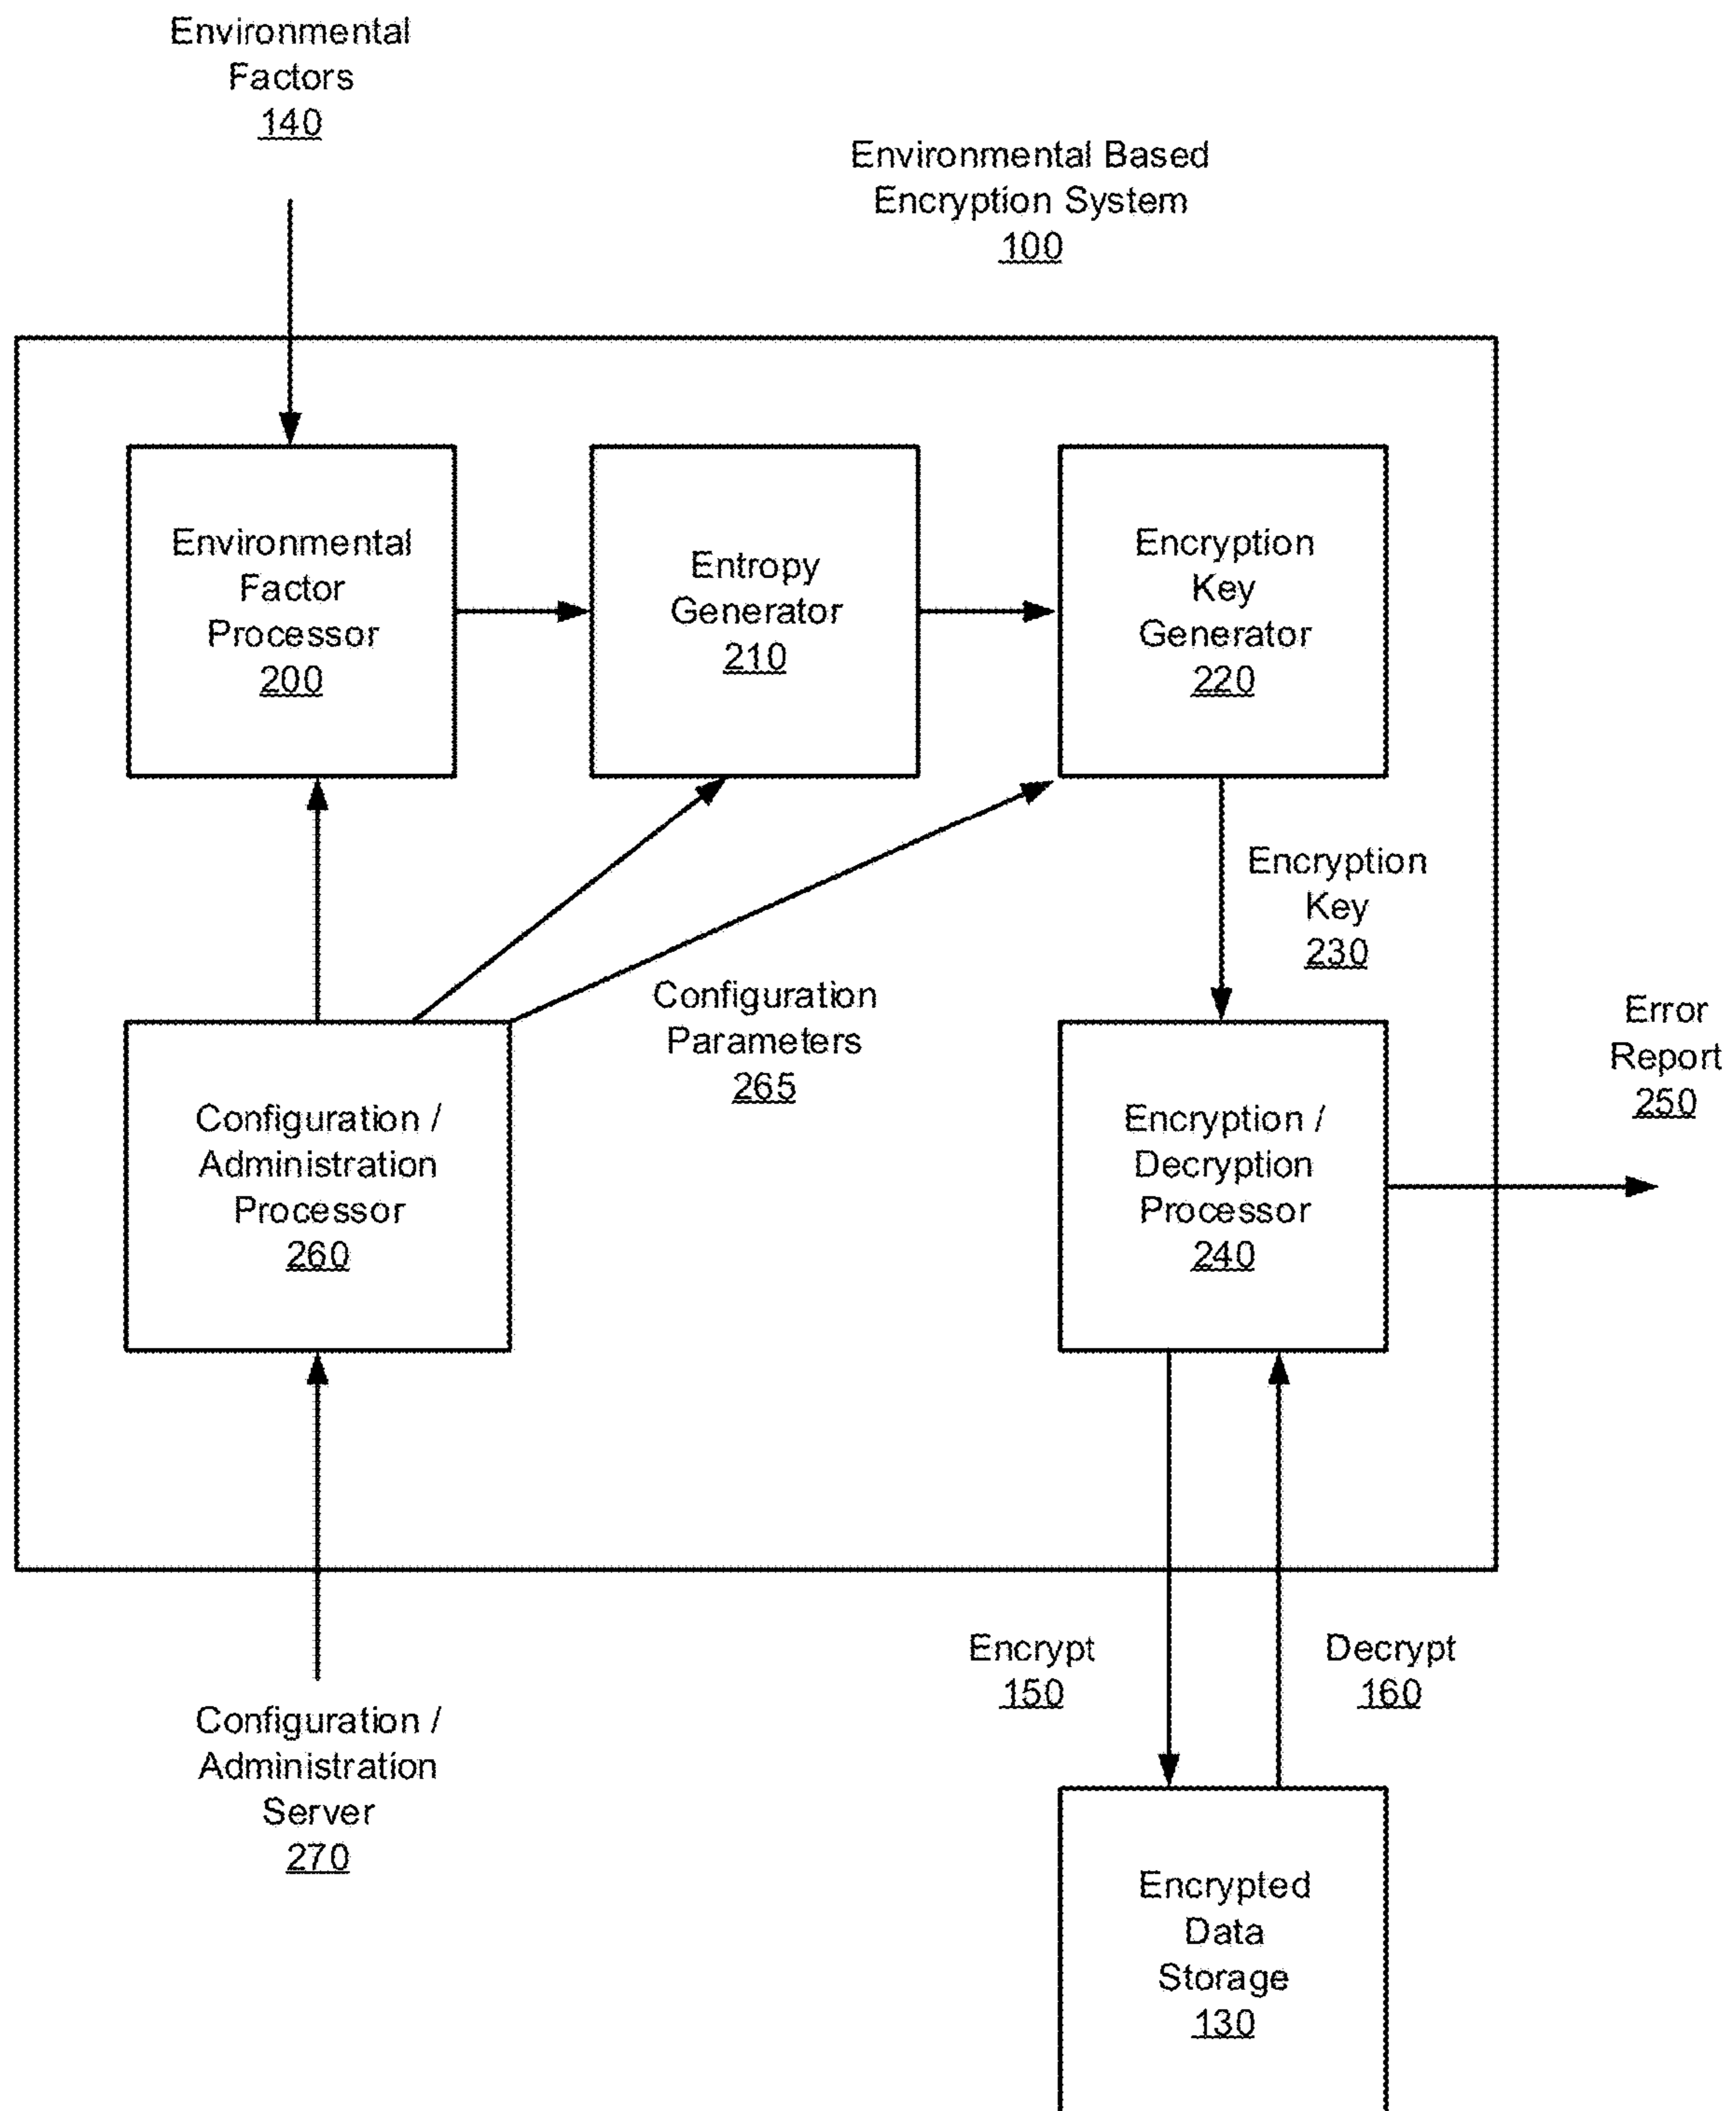 Environmental
Factors
140
Environmental Based
Encryption System
100
Environmental
Factor
Processor
200
Entropy
Generator
210
Encryption
Key
Generator
220
Encryption
Key
230
Configuration
Parameters
265
Error
Report
250
Configuration /
Administration
Processor
260
Encryption /
Decryption
Processor
240
Encrypt
150
Decrypt
160
Configuration /
Administration
Server
270
Encrypted
Data
Storage
130